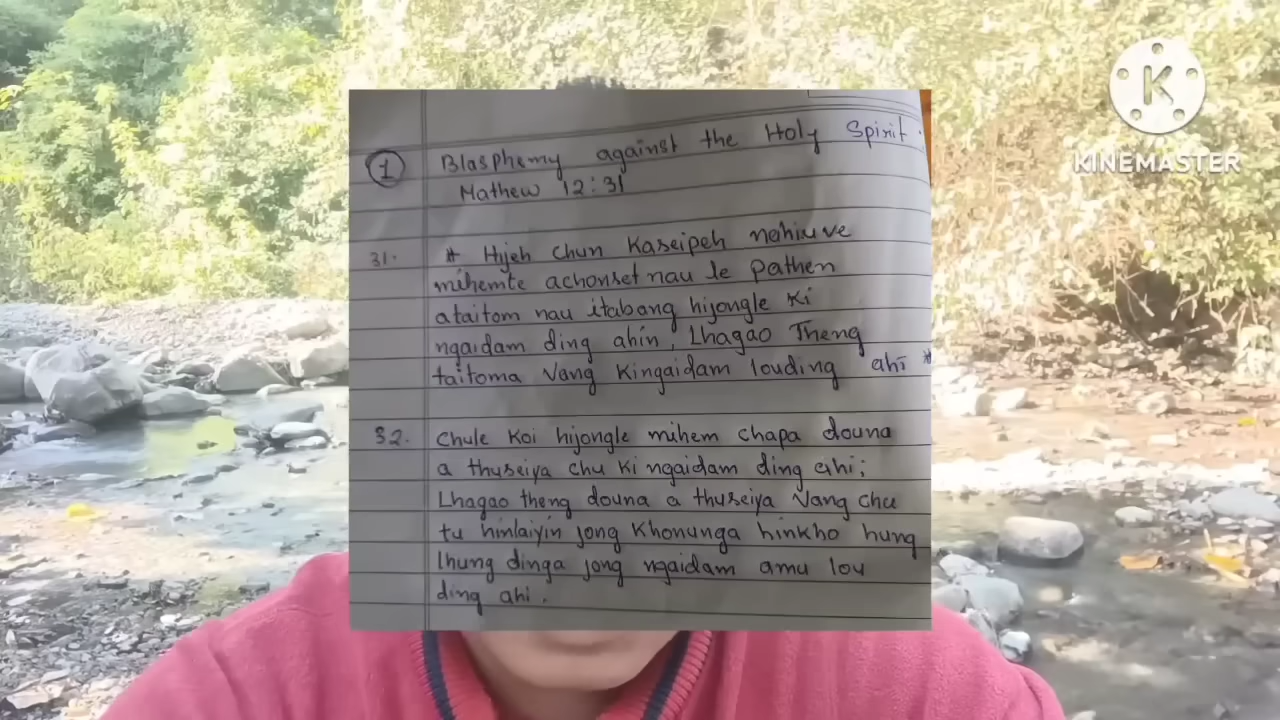 K
KINEMASTER
1 Blasphemy against the Holy Spirit.
Mathew 12:31
31. * Hijeh chun Kaseipeh nahiuve
mihemte achonset nau le Pathen
ataitom nau itabang hijongle Ki
ngaidam ding ahin, Lhagao Theng
taitoma Vang Kingaidam louding ahi *
32. Chule Koi hijongle mihem Chapa douna
a thuseiya chu Ki ngaidam ding ahi;
Lhagao theng douna a thuseiya Vang Chu
tu hinlaiyin jong Khonunga hinkho hung
lhung dinga jong ngaidam amu lou
ding ahi.